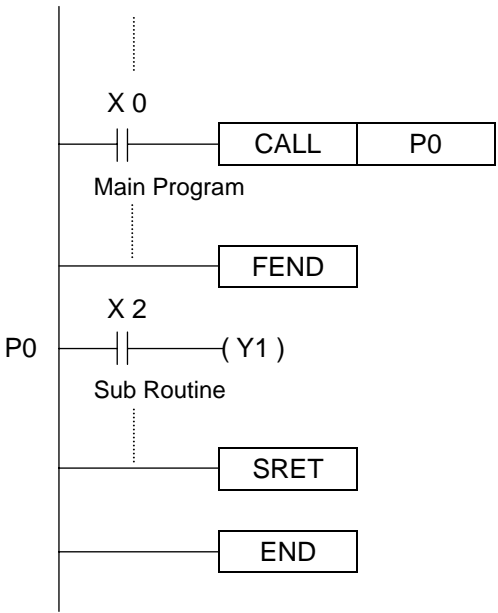 X 0
CALL P0
Main Program
FEND
X 2
P0 ( Y1 )
Sub Routine
SRET
END